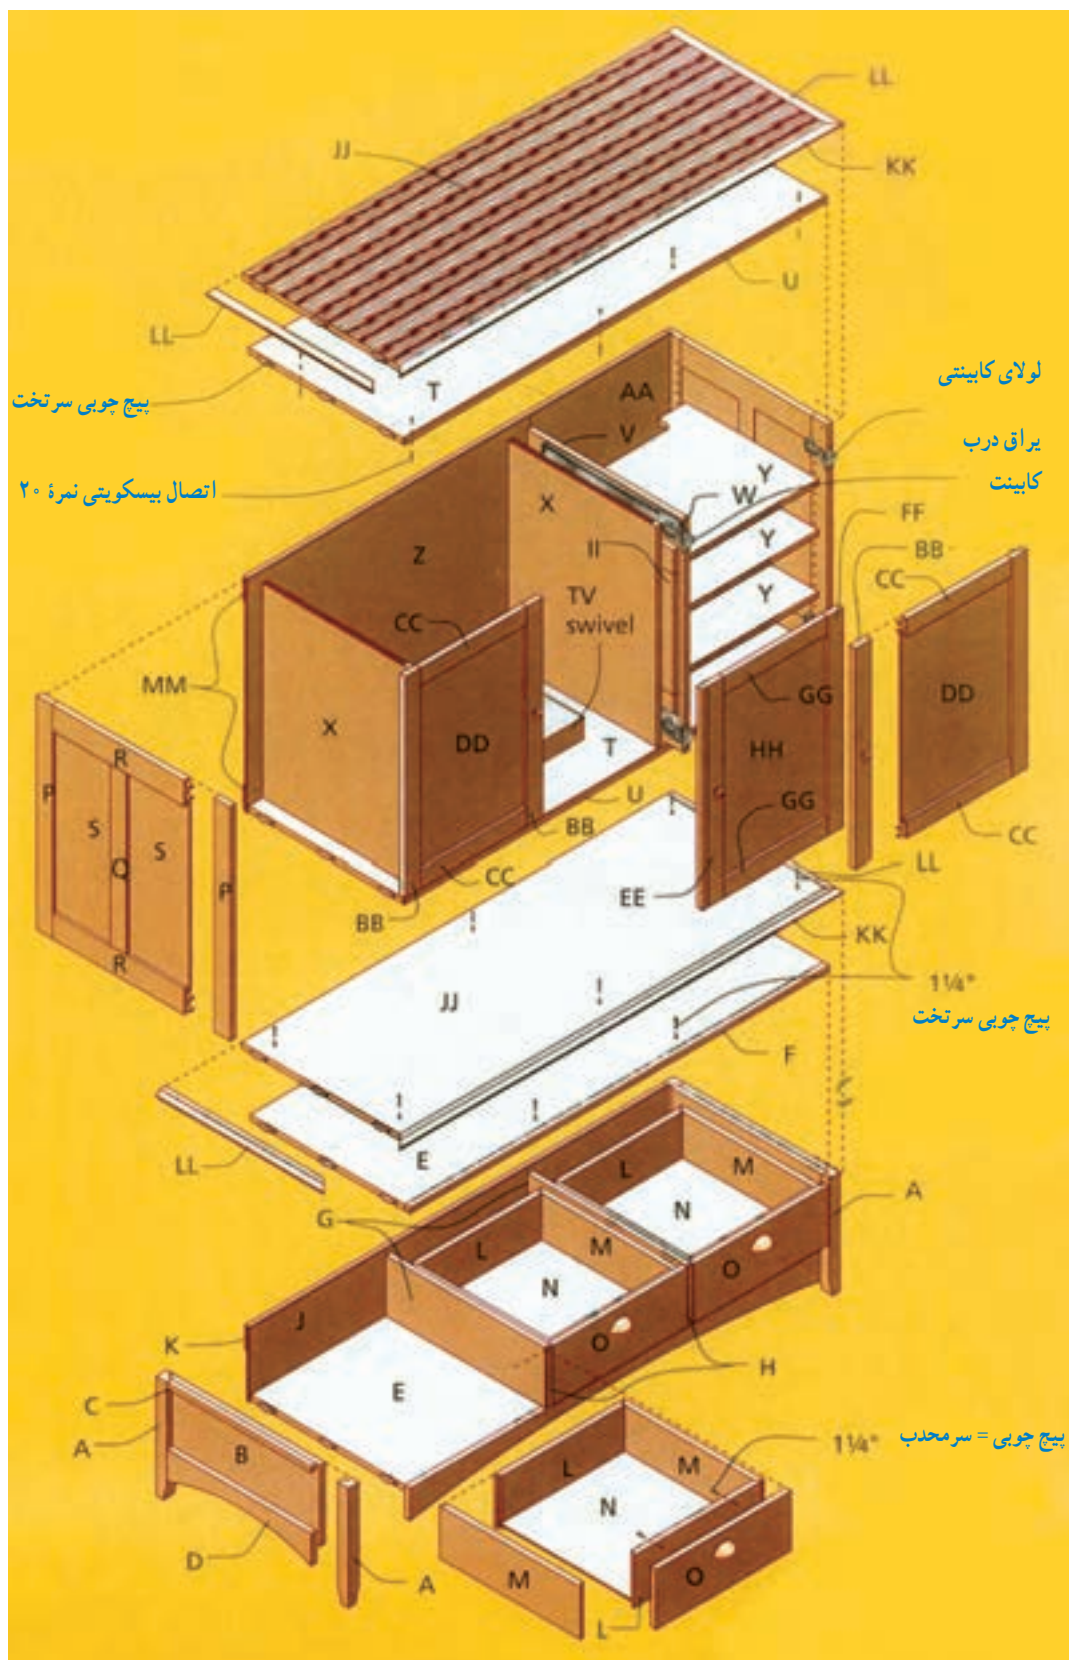 LL
JJ
KK
U
LL
T
لولای کابینتی
پیچ چوبی سرتخت
AA
V
یراق درب
کابینت
اتصال بیسکویتی نمرهٔ ۲۰
Y
W
X
FF
II
Y
BB
Z
CC
TV
swivel
Y
CC
MM
GG
DD
X
DD
HH
T
R
P
U
GG
S
S
BB
CC
Q
CC
LL
P
EE
BB
KK
R
JJ
1¼"
پیچ چوبی سرتخت
F
E
LL
L
M
A
G
N
L
M
O
N
J
O
K
H
E
C
A
B
1¼"
پیچ چوبی = سرمحدب
L
M
N
D
A
M
O
L